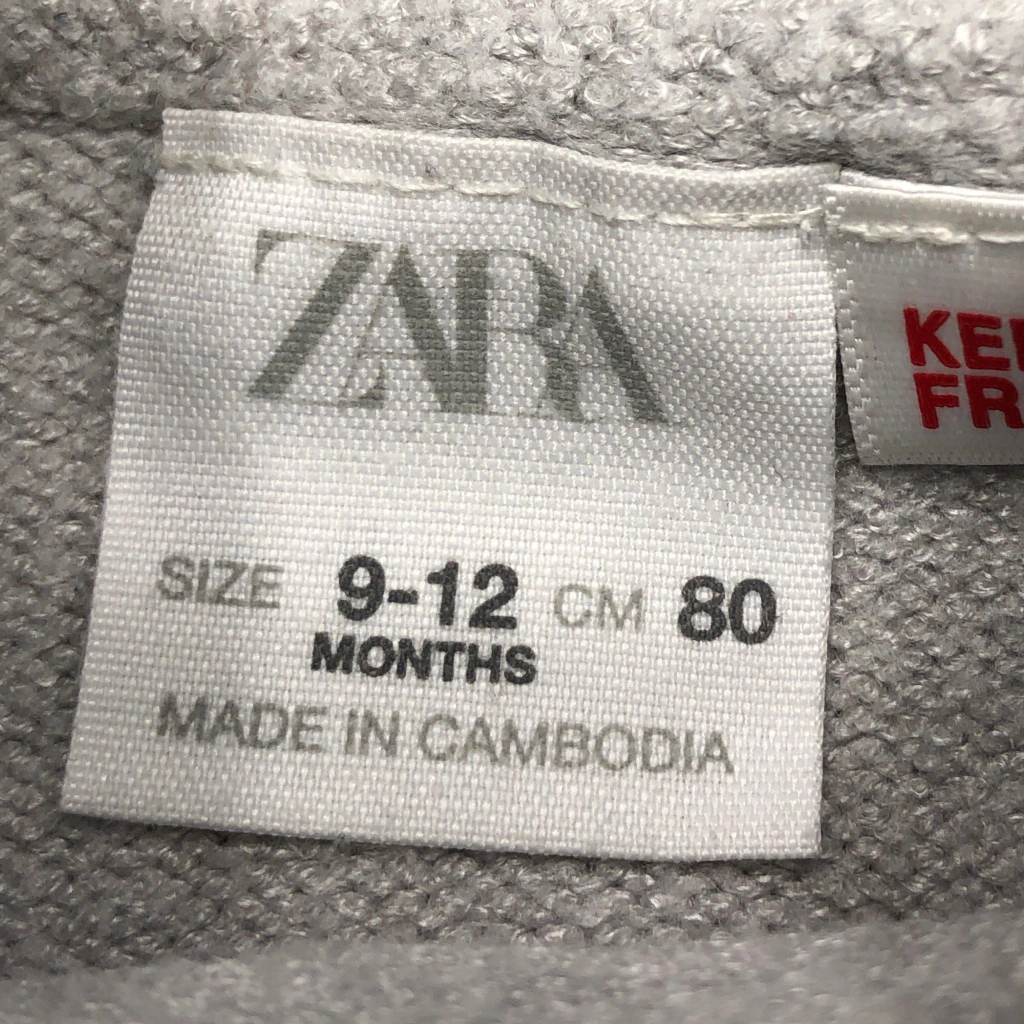 ZARA
SIZE 9-12 CM 80
MONTHS
MADE IN CAMBODIA